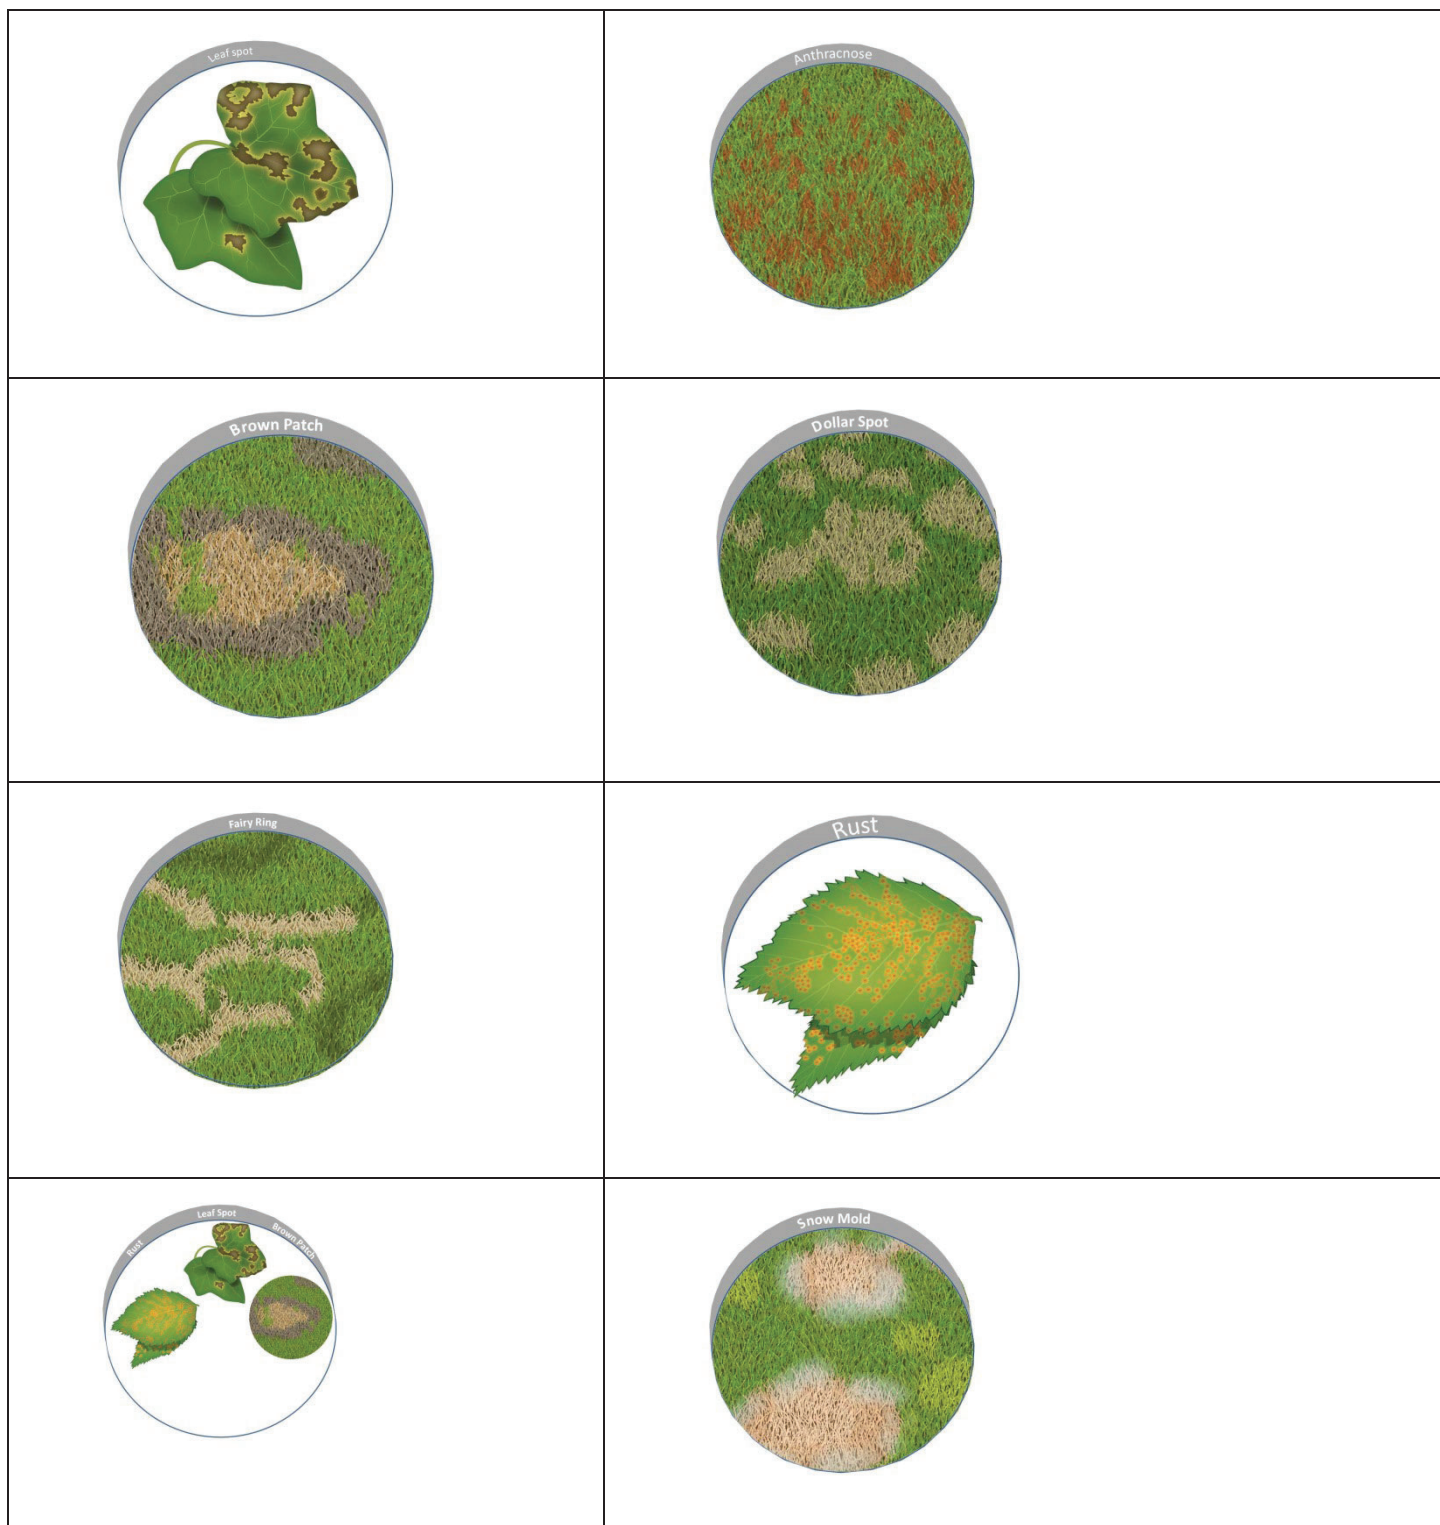 Leaf spot
Anthracnose
Brown Patch
Dollar Spot
Fairy Ring
Rust
Rust
Leaf Spot
Brown Patch
Snow Mold